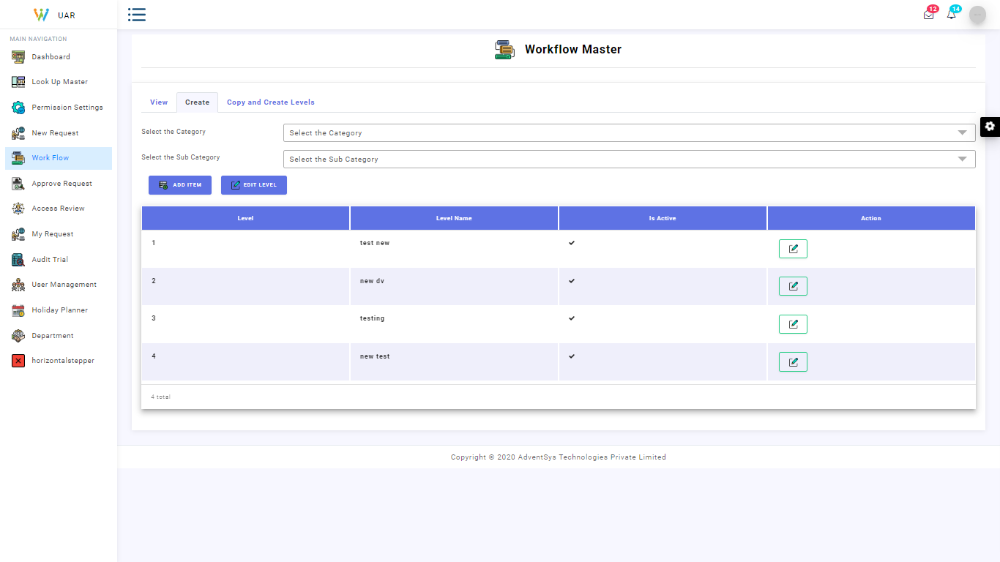 UAR
12
14
MAIN NAVIGATION
Dashboard
Look Up Master
Permission Settings
New Request
Work Flow
Approve Request
Access Review
My Request
Audit Trial
User Management
Holiday Planner
Department
horizontalstepper
Workflow Master
View Create Copy and Create Levels
Select the Category Select the Category
Select the Sub Category Select the Sub Category
ADD ITEM EDIT LEVEL
Level Level Name Is Active Action
1 test new
2 new dv
3 testing
4 new test
4 total
Copyright © 2020 AdventSys Technologies Private Limited